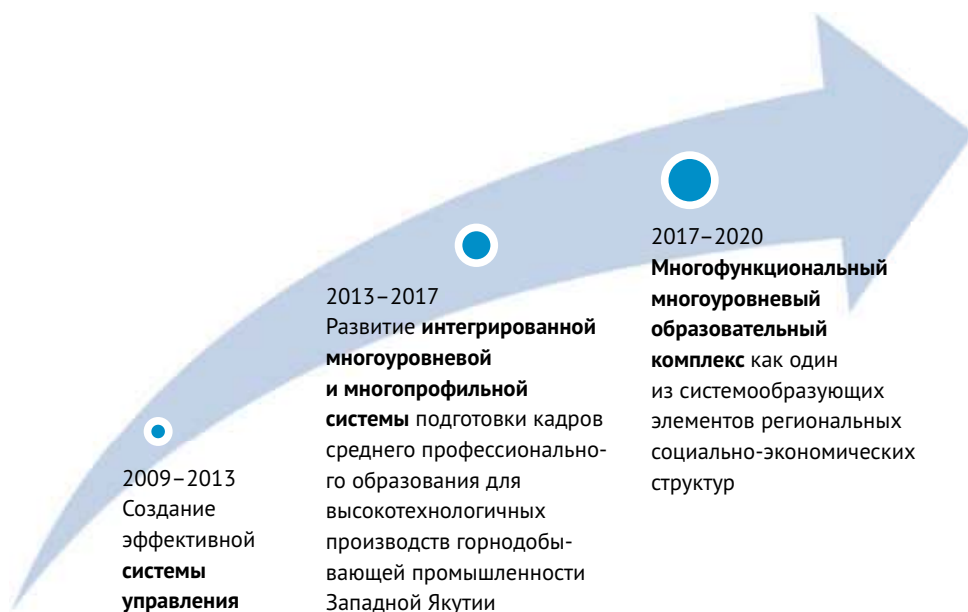 2009–2013
Создание
эффективной
системы
управления
2013–2017
Развитие интегрированной
многоуровневой
и многопрофильной
системы подготовки кадров
среднего профессионально-
го образования для
высокотехнологичных
производств горнодобы-
вающей промышленности
Западной Якутии
2017–2020
Многофункциональный
многоуровневый
образовательный
комплекс как один
из системообразующих
элементов региональных
социально-экономических
структур